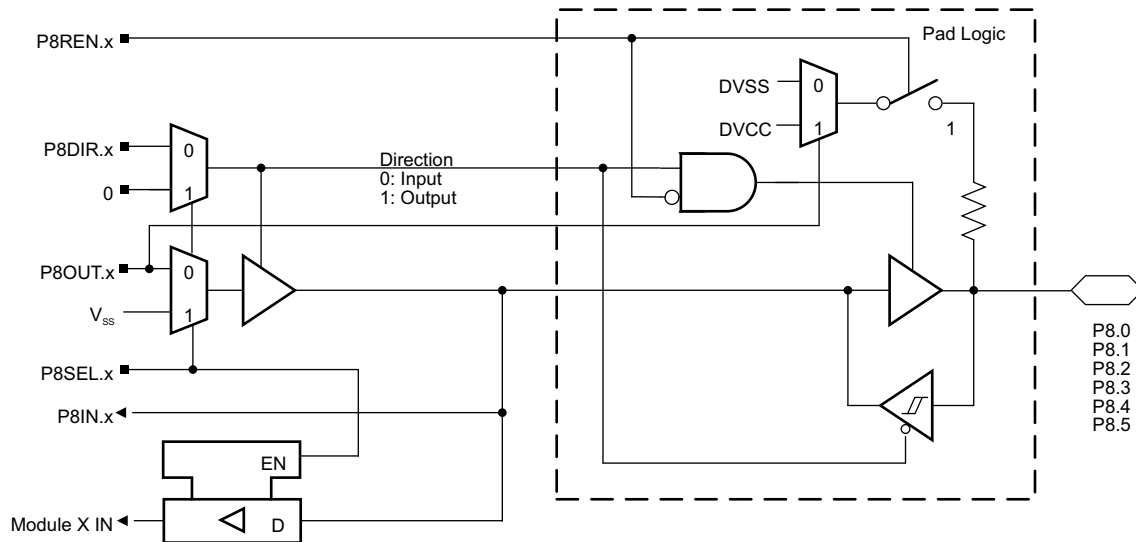 P8REN.x
Pad Logic
DVSS
0
DVCC
1
1
P8DIR.x
0
0
1
Direction
0: Input
1: Output
P8OUT.x
0
VSS
1
P8SEL.x
P8IN.x
EN
Module X IN
D
P8.0
P8.1
P8.2
P8.3
P8.4
P8.5